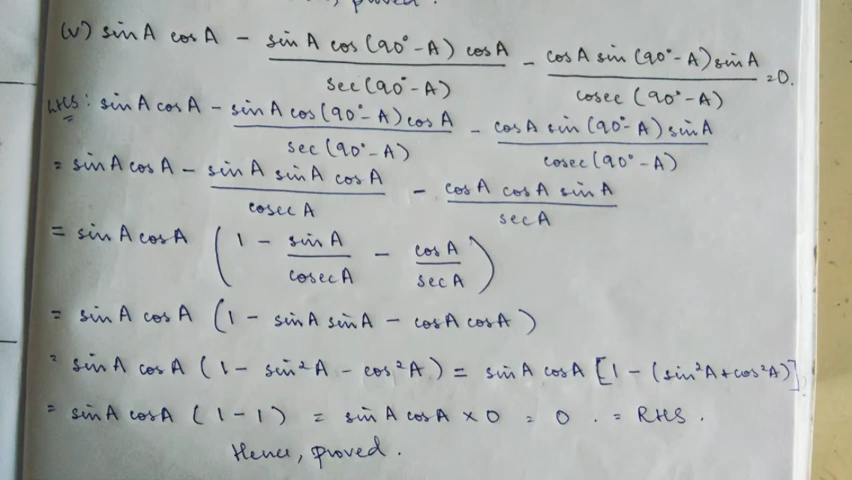 , proved.
(v) sin A cos A - sin A cos (90° - A) cos A / sec (90° - A) - cos A sin (90° - A) sin A / cosec (90° - A) = 0.
LHS: sin A cos A - sin A cos (90° - A) cos A / sec (90° - A) - cos A sin (90° - A) sin A / cosec (90° - A)
= sin A cos A - sin A sin A cos A / cosec A - cos A cos A sin A / sec A
= sin A cos A (1 - sin A / cosec A - cos A / sec A)
= sin A cos A (1 - sin A sin A - cos A cos A)
= sin A cos A (1 - sin²A - cos²A) = sin A cos A [1 - (sin²A + cos²A)]
= sin A cos A (1 - 1) = sin A cos A × 0 = 0 . = RHS.
Hence, proved.